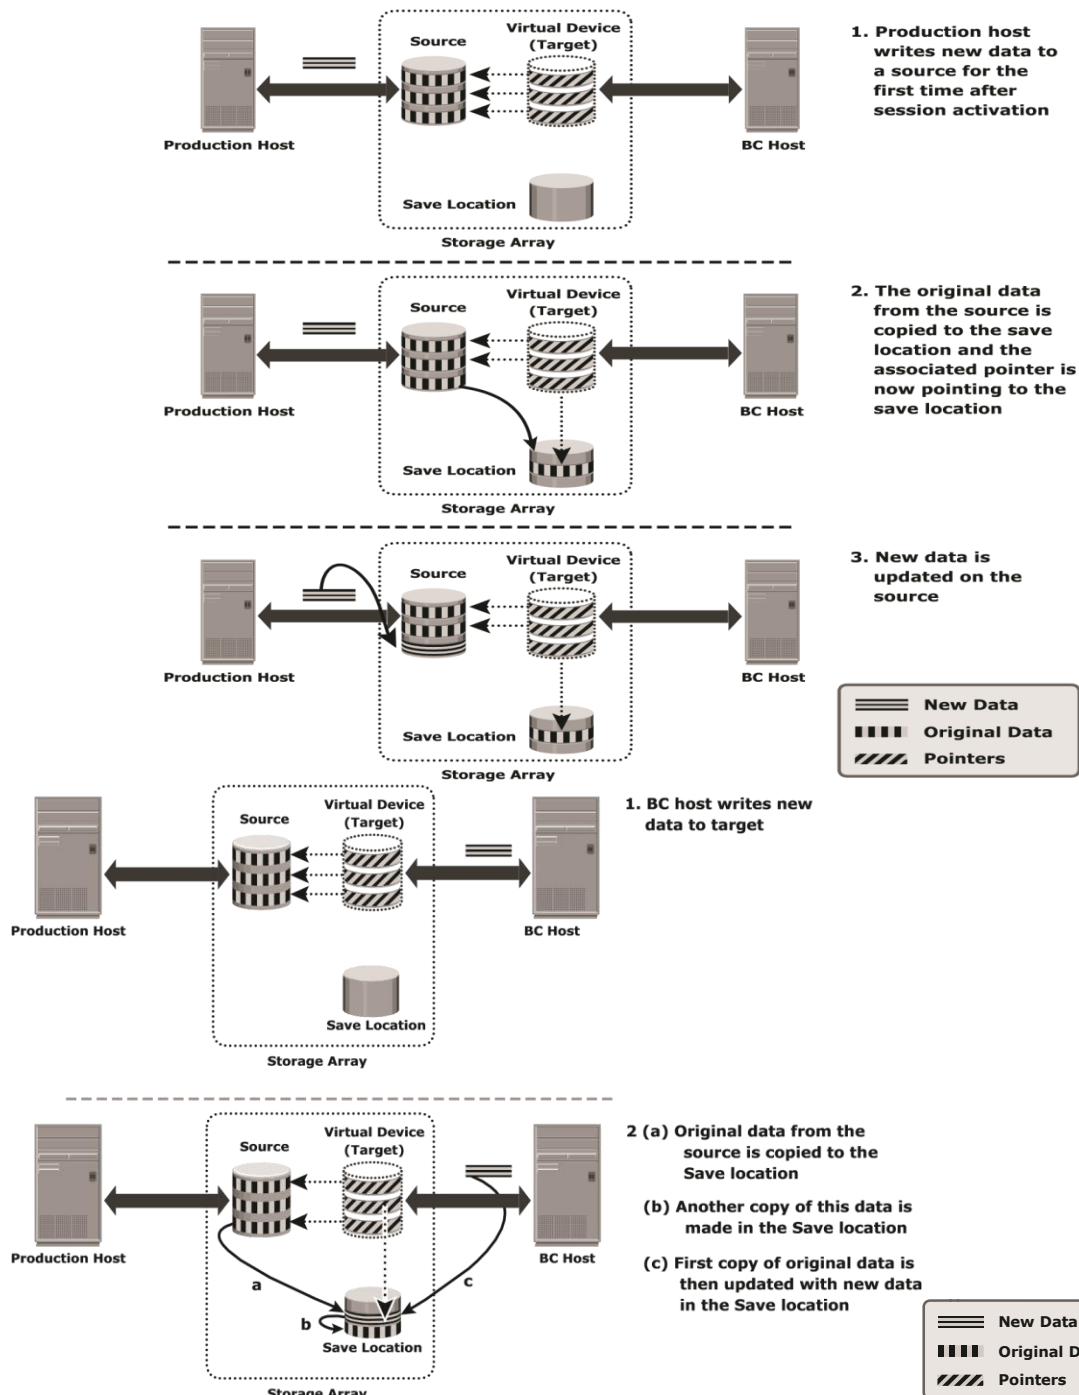 Source
Virtual Device
(Target)
Production Host
BC Host
Save Location
Storage Array
1. Production host
writes new data to
a source for the
first time after
session activation
Source
Virtual Device
(Target)
Production Host
BC Host
Save Location
Storage Array
2. The original data
from the source is
copied to the save
location and the
associated pointer is
now pointing to the
save location
Source
Virtual Device
(Target)
Production Host
BC Host
Save Location
Storage Array
3. New data is
updated on the
source
New Data
Original Data
Pointers
Source
Virtual Device
(Target)
Production Host
BC Host
Save Location
Storage Array
1. BC host writes new
data to target
Source
Virtual Device
(Target)
Production Host
BC Host
a
b
c
Save Location
Storage Array
2 (a) Original data from the
source is copied to the
Save location
(b) Another copy of this data is
made in the Save location
(c) First copy of original data is
then updated with new data
in the Save location
New Data
Original D
Pointers